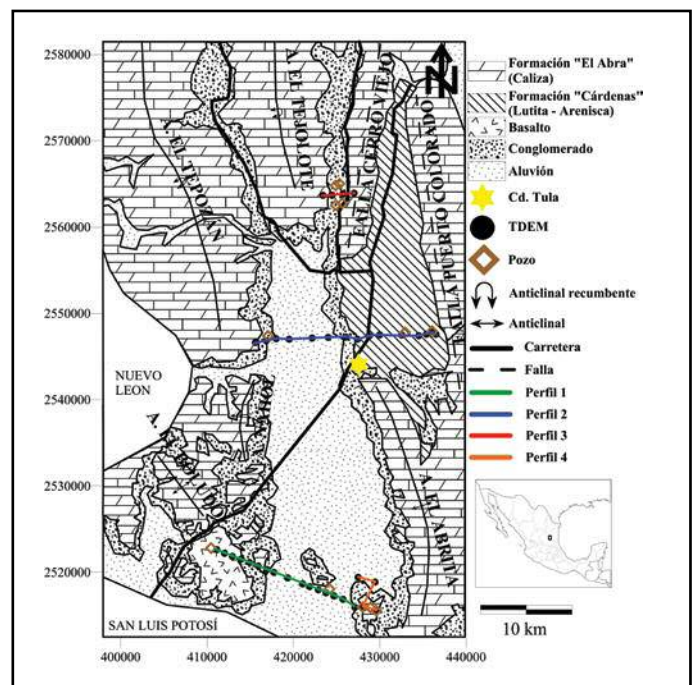 2580000
2570000
2560000
2550000
2540000
2530000
2520000
400000
410000
420000
430000
440000
A. EL TEPOZÁN
A. EL TEPEJOLOTE
FALLA CERRO VIEJO
FALLA PUERTO COLORADO
NUEVO
LEON
A. EL ABRITA
SAN LUIS POTOSÍ
N
Formación "El Abra"
(Caliza)
Formación "Cárdenas"
(Lutita - Arenisca)
Basalto
Conglomerado
Aluvión
Cd. Tula
TDEM
Pozo
Anticlinal recumbente
Anticlinal
Carretera
Falla
Perfil 1
Perfil 2
Perfil 3
Perfil 4
10 km